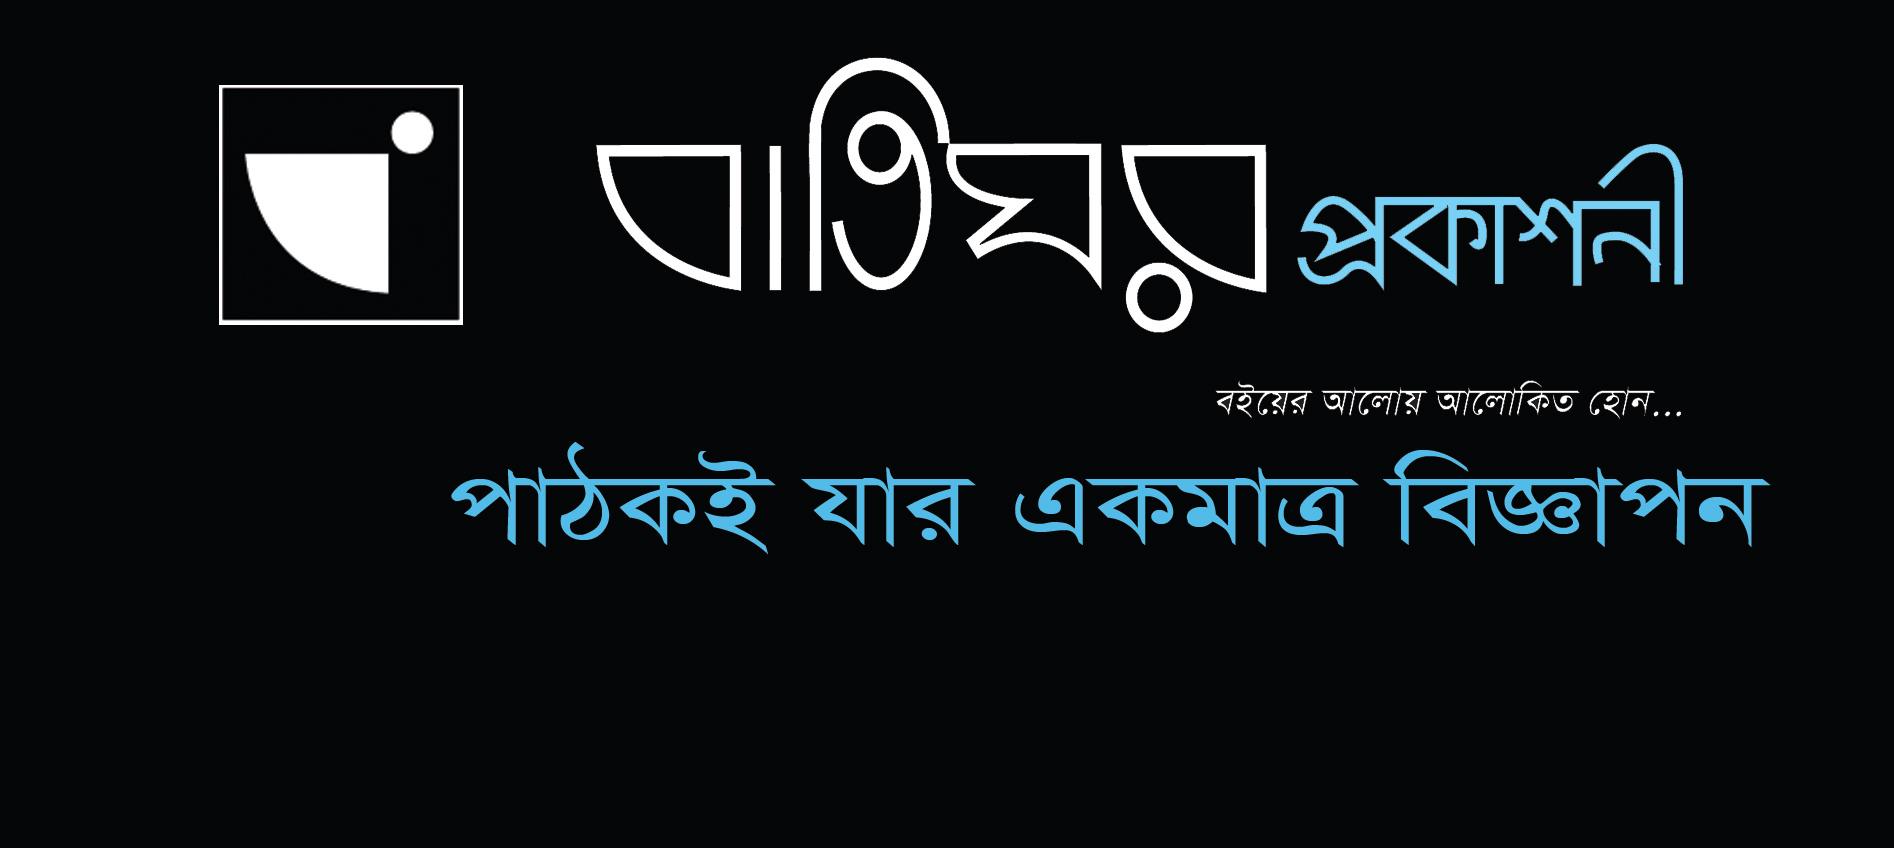 বাতিঘর প্রকাশনী
বইয়ের আলোয় আলোকিত হোন...
পাঠকই যার একমাত্র বিজ্ঞাপন